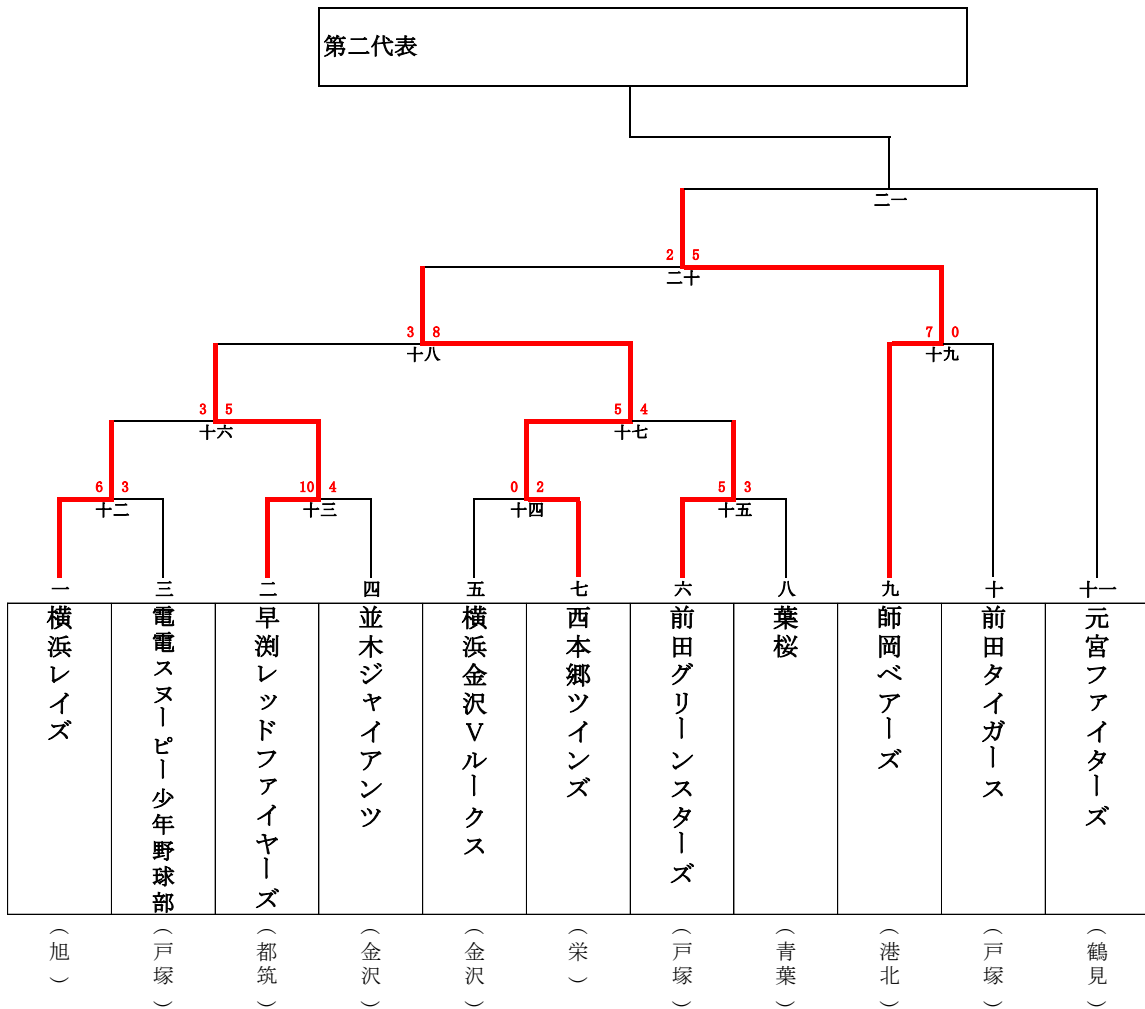 第二代表
二一
2 5
二十
3 8
十八
7 0
十九
3 5
十六
5 4
十七
6 3
十二
10 4
十三
0 2
十四
5 3
十五
一
三
二
四
五
七
六
八
九
十
十一
横浜レイズ
電電スヌーピー少年野球部
早渕レッドファイヤーズ
並木ジャイアンツ
横浜金沢Vルークス
西本郷ツインズ
前田グリーンスターズ
葉桜
師岡ベアーズ
前田タイガース
元宮ファイターズ
(旭)
(戸塚)
(都筑)
(金沢)
(金沢)
(栄)
(戸塚)
(青葉)
(港北)
(戸塚)
(鶴見)